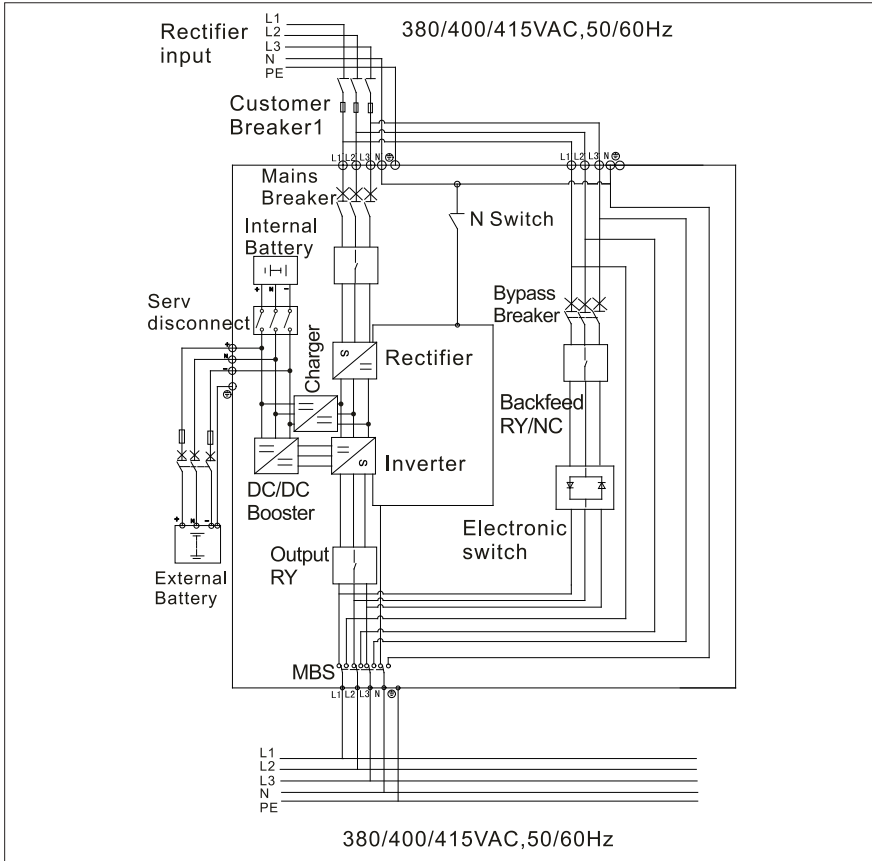 380/400/415VAC,50/60Hz
Rectifier
input
L1
L2
L3
N
PE
Customer
Breaker1
L1 L2 L3 N
L1 L2 L3 N
Mains
Breaker
N Switch
Internal
Battery
+ N -
Serv
disconnect
Bypass
Breaker
+
N
-
Charger
S
Rectifier
Backfeed
RY/NC
S
Inverter
DC/DC
Booster
Electronic
switch
+ N -
External
Battery
Output
RY
MBS
L1 L2 L3 N
L1
L2
L3
N
PE
380/400/415VAC,50/60Hz